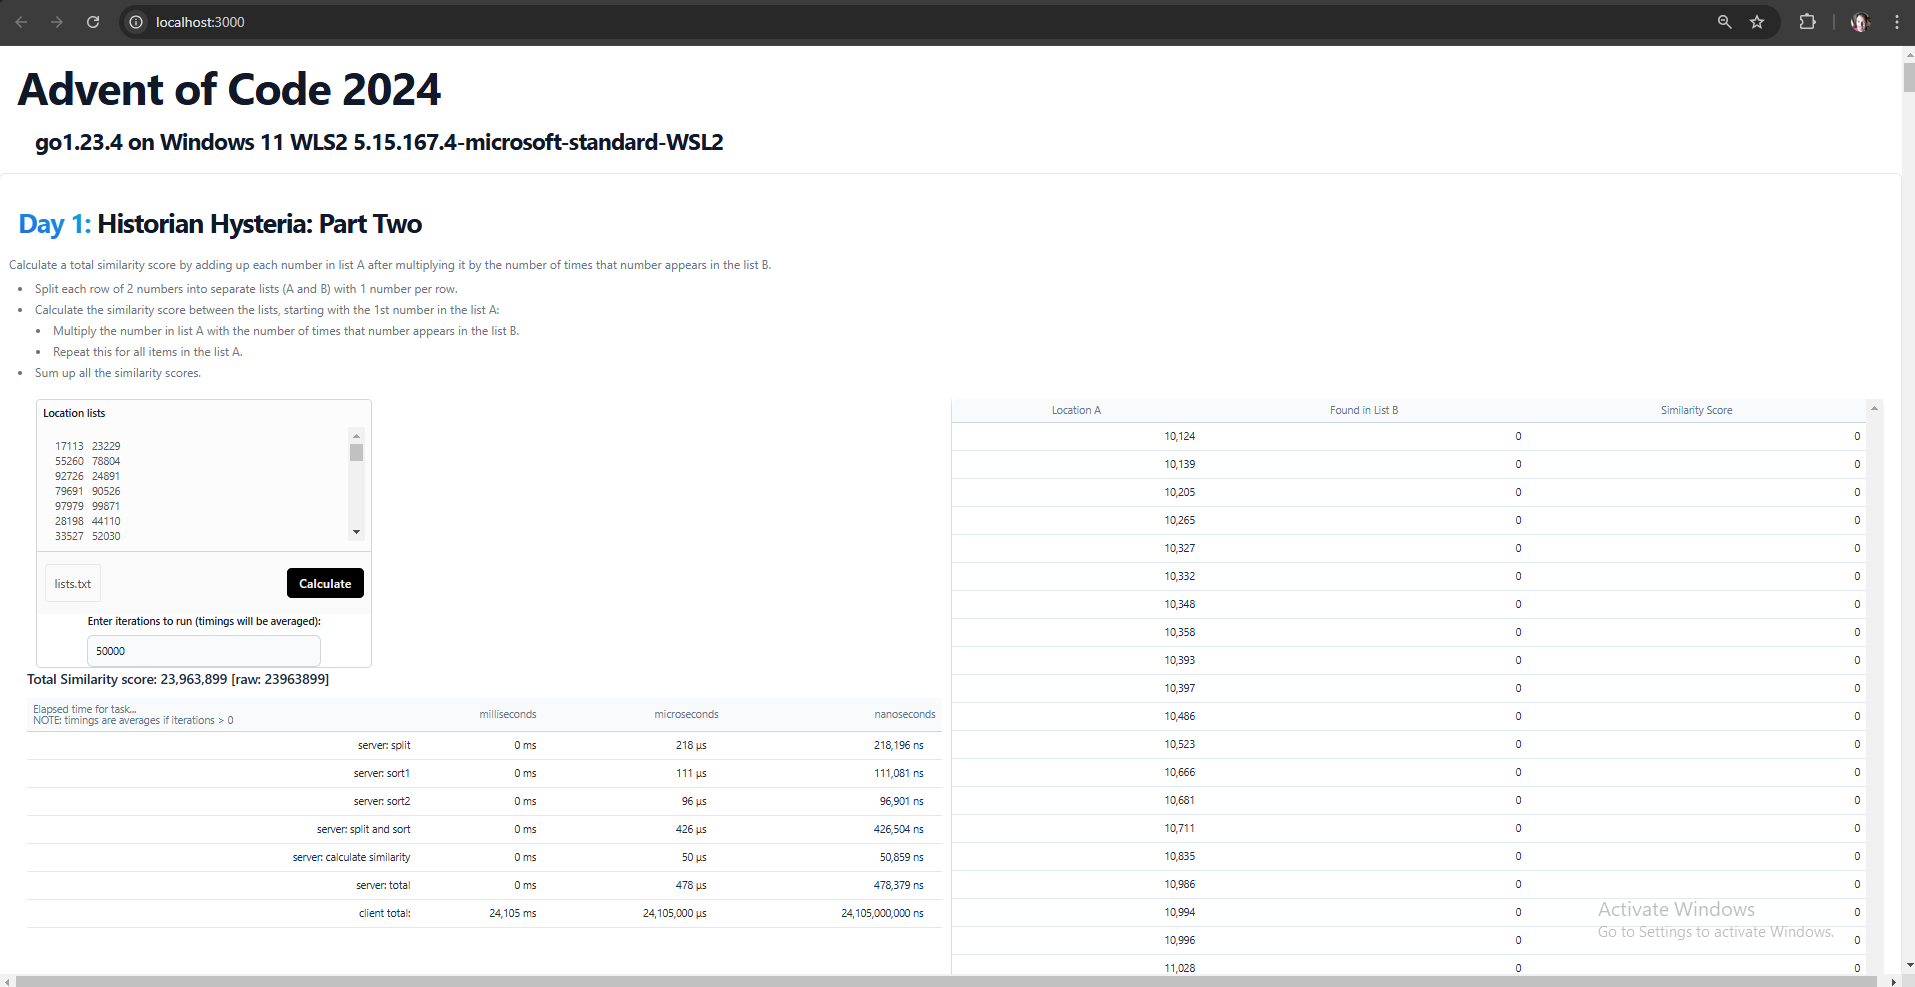 localhost:3000
Advent of Code 2024
go1.23.4 on Windows 11 WLS2 5.15.167.4-microsoft-standard-WSL2
Day 1: Historian Hysteria: Part Two
Calculate a total similarity score by adding up each number in list A after multiplying it by the number of times that number appears in the list B.
• Split each row of 2 numbers into separate lists (A and B) with 1 number per row.
• Calculate the similarity score between the lists, starting with the 1st number in the list A:
• Multiply the number in list A with the number of times that number appears in the list B.
• Repeat this for all items in the list A.
• Sum up all the similarity scores.
Location lists
17113 23229
55260 78804
92726 24891
79691 90526
97979 99871
28198 44110
33527 52030
lists.txt
Calculate
Enter iterations to run (timings will be averaged):
50000
Total Similarity score: 23,963,899 [raw: 23963899]
Elapsed time for task...
NOTE: timings are averages if iterations > 0
milliseconds microseconds nanoseconds
server: split 0 ms 218 µs 218,196 ns
server: sort1 0 ms 111 µs 111,081 ns
server: sort2 0 ms 96 µs 96,901 ns
server: split and sort 0 ms 426 µs 426,504 ns
server: calculate similarity 0 ms 50 µs 50,859 ns
server: total 0 ms 478 µs 478,379 ns
client total: 24,105 ms 24,105,000 µs 24,105,000,000 ns
Location A Found in List B Similarity Score
10,124 0 0
10,139 0 0
10,205 0 0
10,265 0 0
10,327 0 0
10,332 0 0
10,348 0 0
10,358 0 0
10,393 0 0
10,397 0 0
10,486 0 0
10,523 0 0
10,666 0 0
10,681 0 0
10,711 0 0
10,835 0 0
10,986 0 0
10,994 0 0
10,996 0 0
11,028 0 0
Activate Windows
Go to Settings to activate Windows.